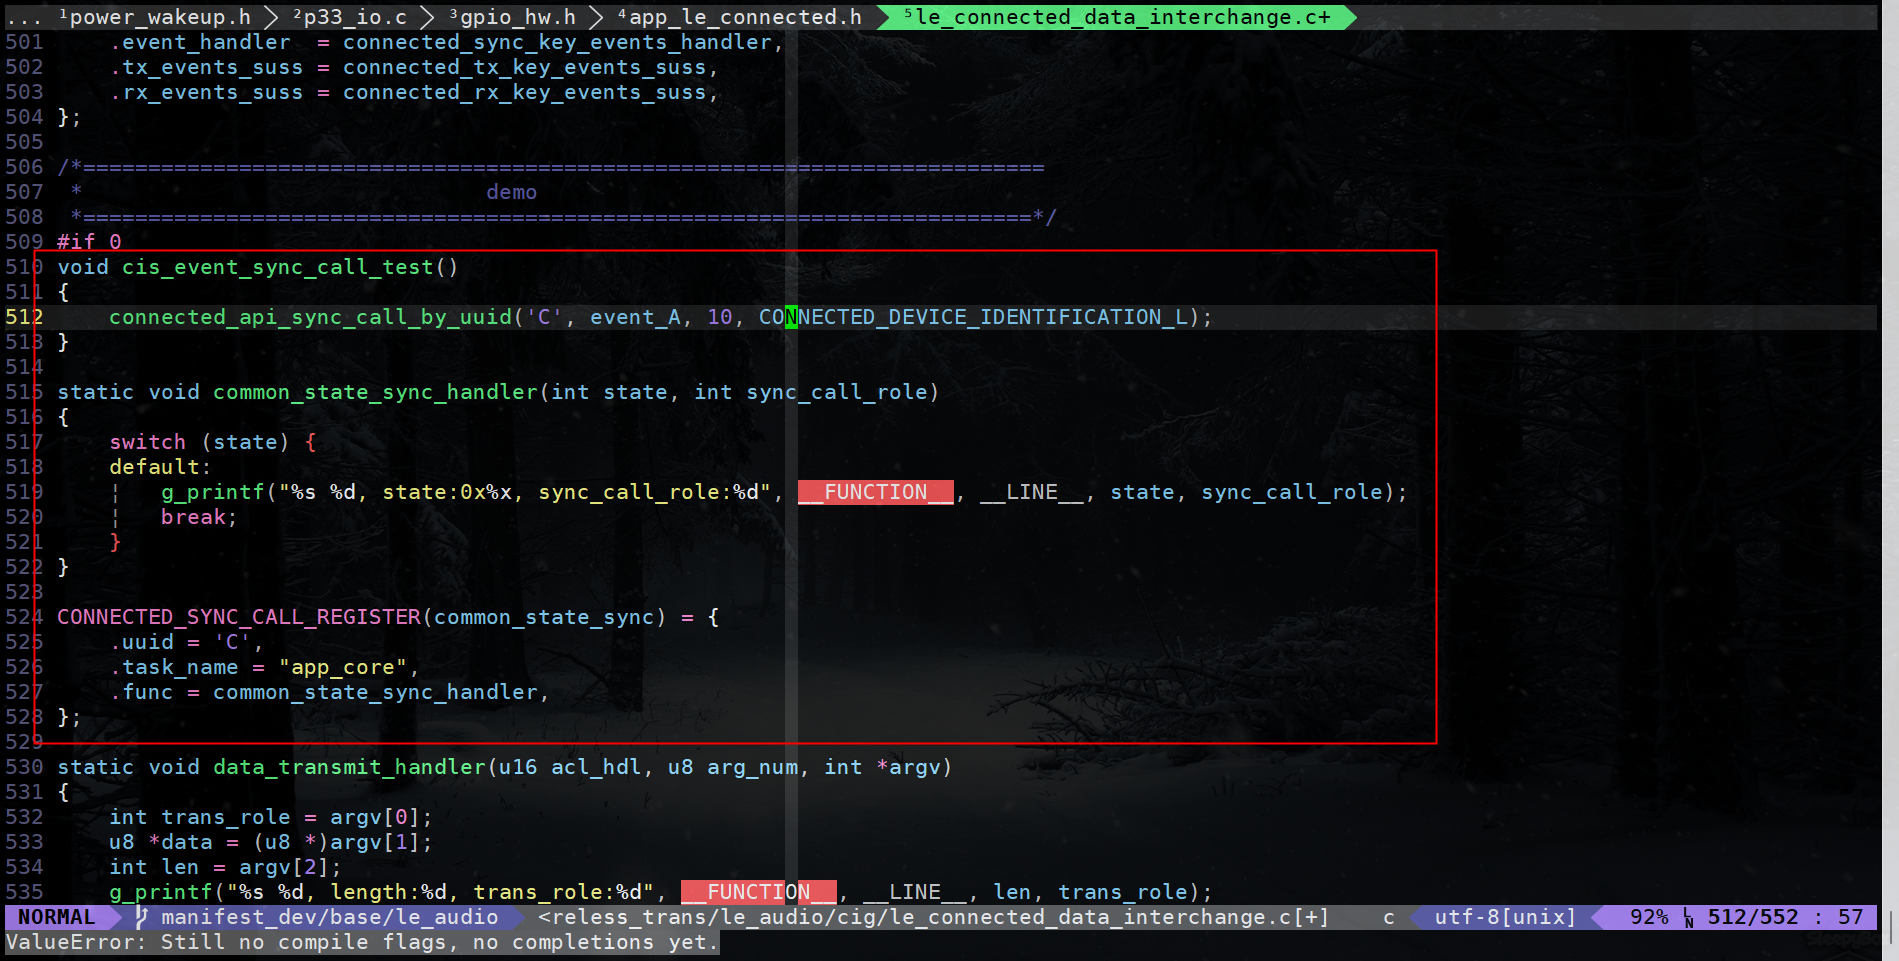 ... ¹power_wakeup.h ²p33_io.c ³gpio_hw.h ⁴app_le_connected.h ⁵le_connected_data_interchange.c+
501     .event_handler  = connected_sync_key_events_handler,
502     .tx_events_suss = connected_tx_key_events_suss,
503     .rx_events_suss = connected_rx_key_events_suss,
504 };
505
506 /*==========================================================================
507  *                               demo
508  *=========================================================================*/
509 #if 0
510 void cis_event_sync_call_test()
511 {
512     connected_api_sync_call_by_uuid('C', event_A, 10, CONNECTED_DEVICE_IDENTIFICATION_L);
513 }
514
515 static void common_state_sync_handler(int state, int sync_call_role)
516 {
517     switch (state) {
518     default:
519     ¦   g_printf("%s %d, state:0x%x, sync_call_role:%d", __FUNCTION__, __LINE__, state, sync_call_role);
520     ¦   break;
521     }
522 }
523
524 CONNECTED_SYNC_CALL_REGISTER(common_state_sync) = {
525     .uuid = 'C',
526     .task_name = "app_core",
527     .func = common_state_sync_handler,
528 };
529
530 static void data_transmit_handler(u16 acl_hdl, u8 arg_num, int *argv)
531 {
532     int trans_role = argv[0];
533     u8 *data = (u8 *)argv[1];
534     int len = argv[2];
535     g_printf("%s %d, length:%d, trans_role:%d", __FUNCTION__, __LINE__, len, trans_role);
NORMAL manifest_dev/base/le_audio <reless_trans/le_audio/cig/le_connected_data_interchange.c[+] c utf-8[unix] 92% LN 512/552 : 57
ValueError: Still no compile flags, no completions yet.